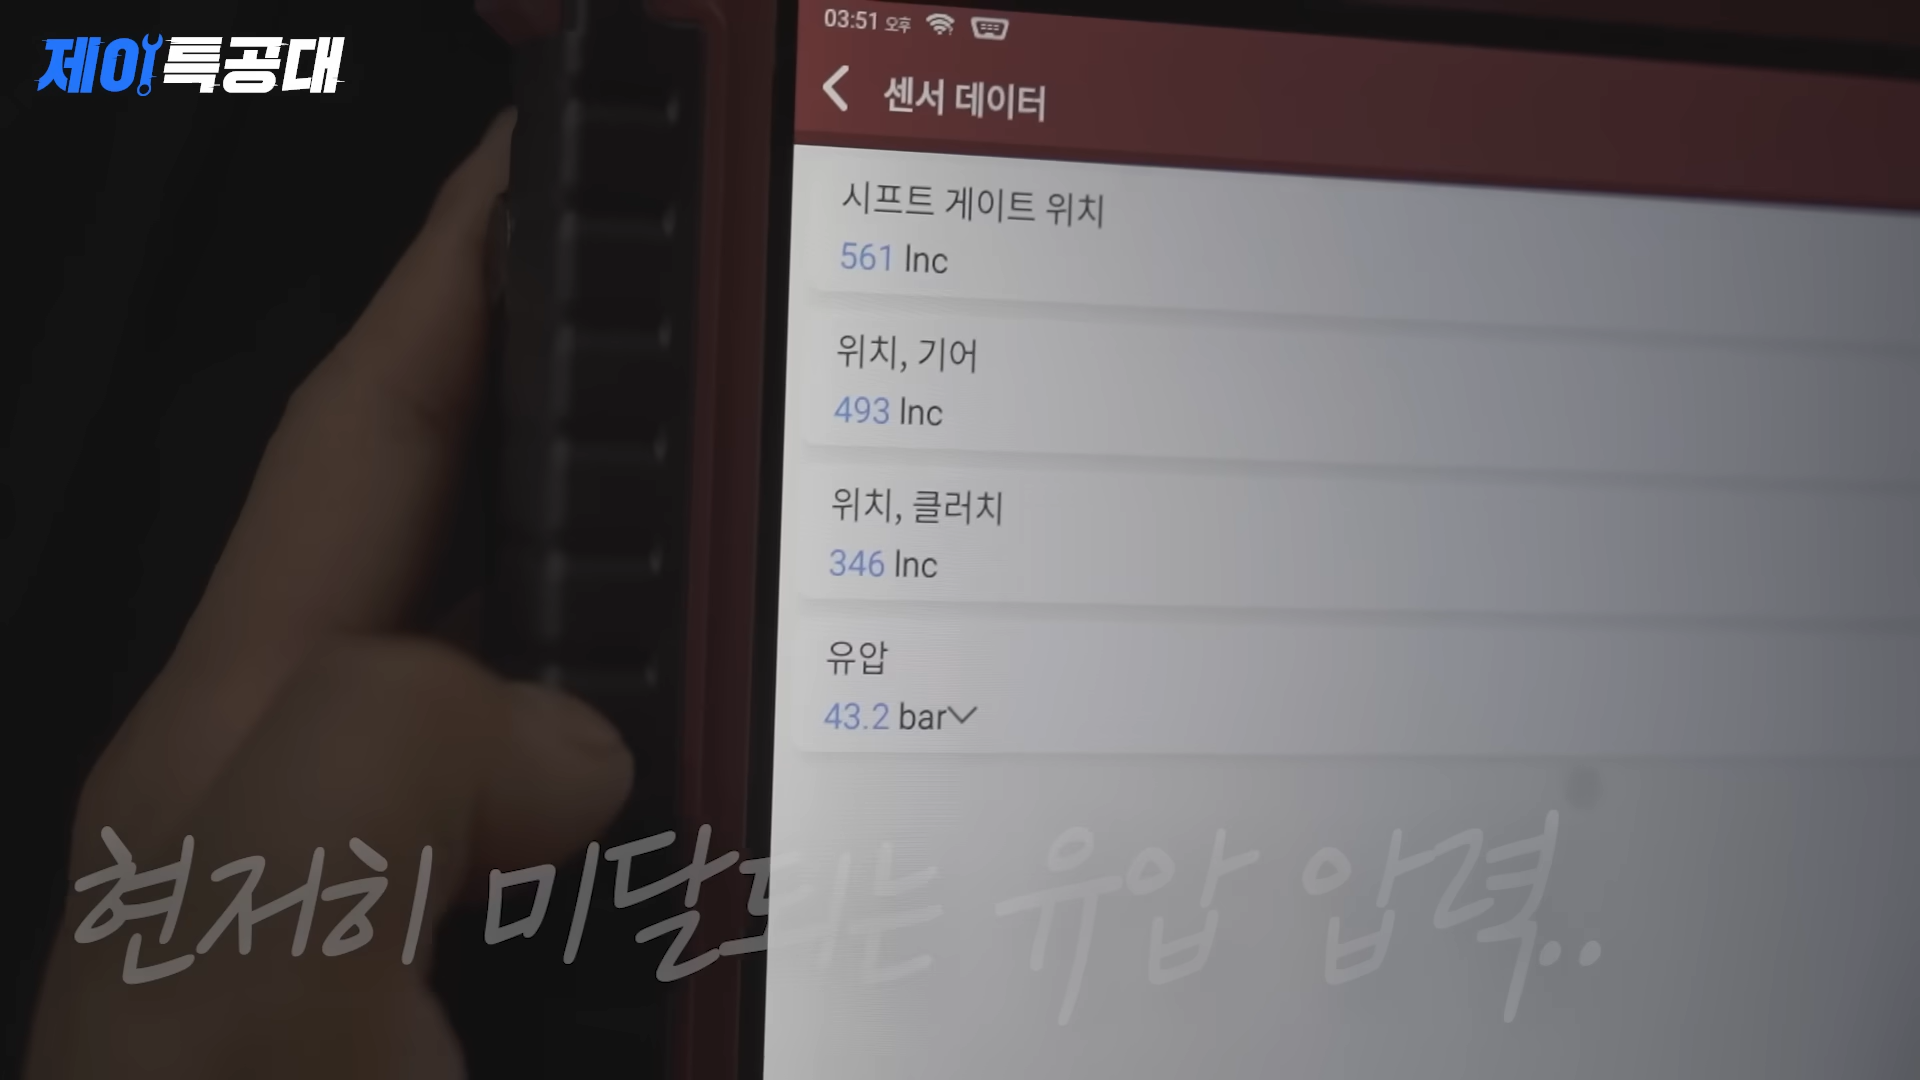 제이특공대
03:51 오후
센서 데이터
시프트 게이트 위치
561 Inc
위치, 기어
493 Inc
위치, 클러치
346 Inc
유압
43.2 bar
현저히 미달되는 유압 압력..